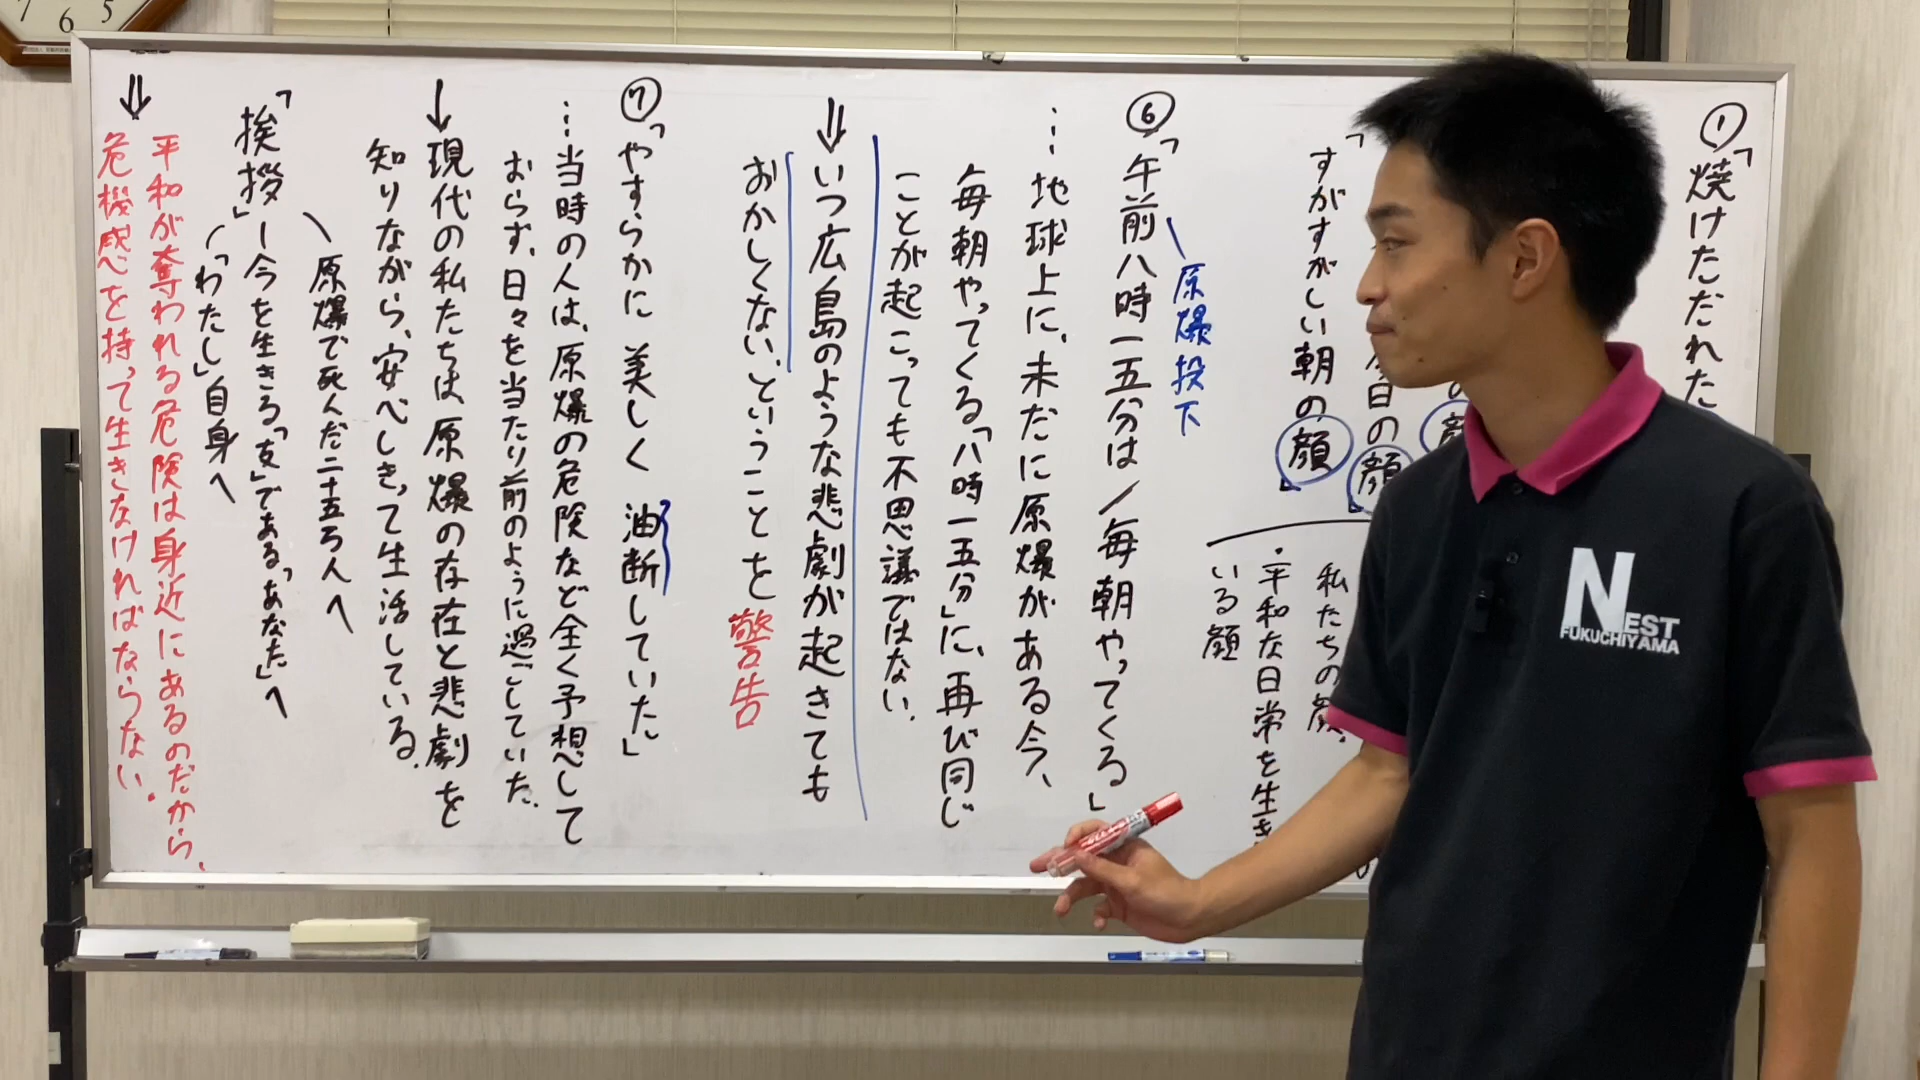 ①「焼けただれた
顔
今日の顔」
「すがすがしい朝の顔」
私たちの顔。
・平和な日常を生き
いる顔
⑥「午前八時一五分は/毎朝やってくる」
原爆投下
…地球上に、未だに原爆がある今、
毎朝やってくる「八時一五分」に、再び同じ
ことが起こっても不思議ではない。
⇓いつ広島のような悲劇が起きても
おかしくない、ということを警告
⑦「やすらかに 美しく 油断していた」
…当時の人は、原爆の危険など全く予想して
おらず、日々を当たり前のように過ごしていた。
↓現代の私たちは、原爆の存在と悲劇を
知りながら、安心しきって生活している。
原爆で死んだ二十五万人へ
「挨拶」ー今を生きる「友」である「あなた」へ
「わたし」自身へ
⇓平和が奪われる危険は身近にあるのだから、
危機感を持って生きなければならない。
NEST
FUKUCHIYAMA
7 6 5